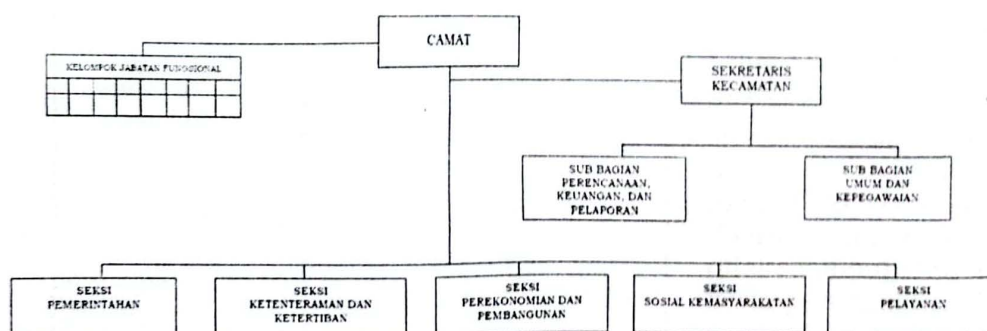 CAMAT
KELOMPOK JABATAN FUNGSIONAL
SEKRETARIS
KECAMATAN
SUB BAGIAN
PERENCANAAN,
KEUANGAN, DAN
PELAPORAN
SUB BAGIAN
UMUM DAN
KEPEGAWAIAN
SEKSI
PEMERINTAHAN
SEKSI
KETENTERAMAN DAN
KETERTIBAN
SEKSI
PEREKONOMIAN DAN
PEMBANGUNAN
SEKSI
SOSIAL KEMASYARAKATAN
SEKSI
PELAYANAN